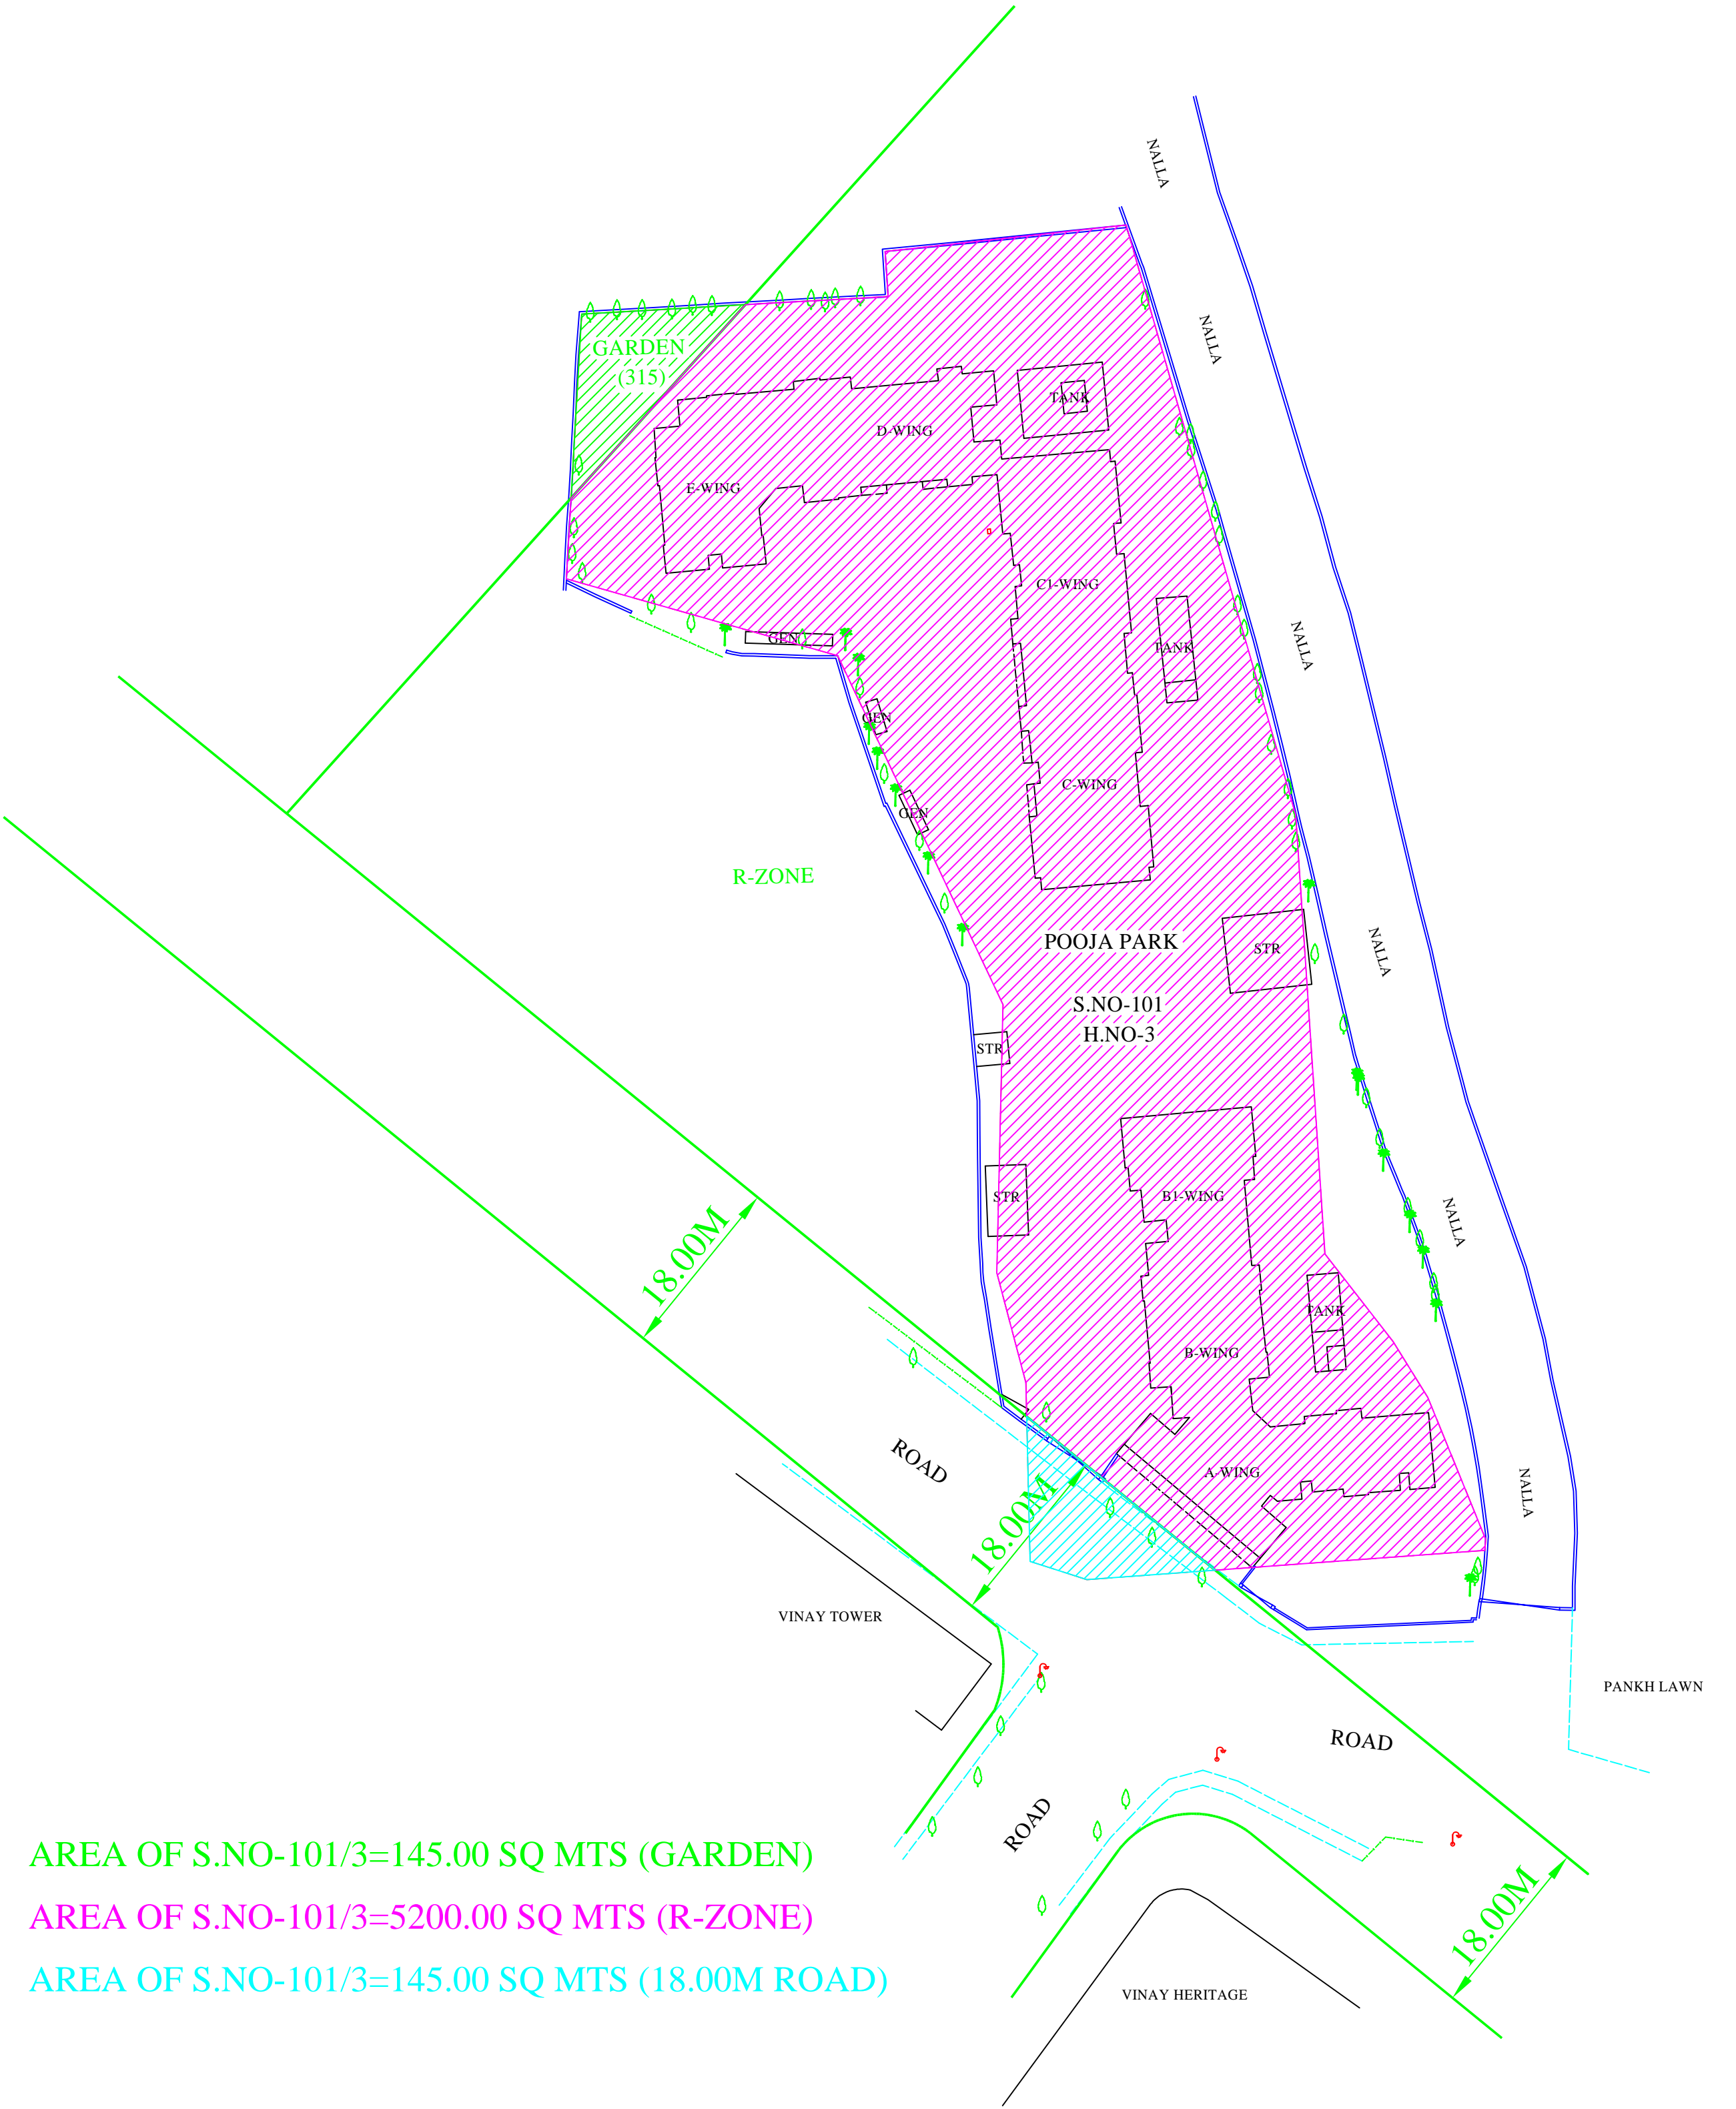 NALLA
NALLA
GARDEN
(315)
TANK
D-WING
E-WING
C1-WING
NALLA
GEN
TANK
GEN
C-WING
GEN
R-ZONE
POOJA PARK
STR
NALLA
S.NO-101
H.NO-3
STR
STR
B1-WING
NALLA
18.00M
TANK
B-WING
ROAD
A-WING
NALLA
18.00M
VINAY TOWER
PANKH LAWN
ROAD
ROAD
18.00M
AREA OF S.NO-101/3=145.00 SQ MTS (GARDEN)
AREA OF S.NO-101/3=5200.00 SQ MTS (R-ZONE)
AREA OF S.NO-101/3=145.00 SQ MTS (18.00M ROAD)
VINAY HERITAGE